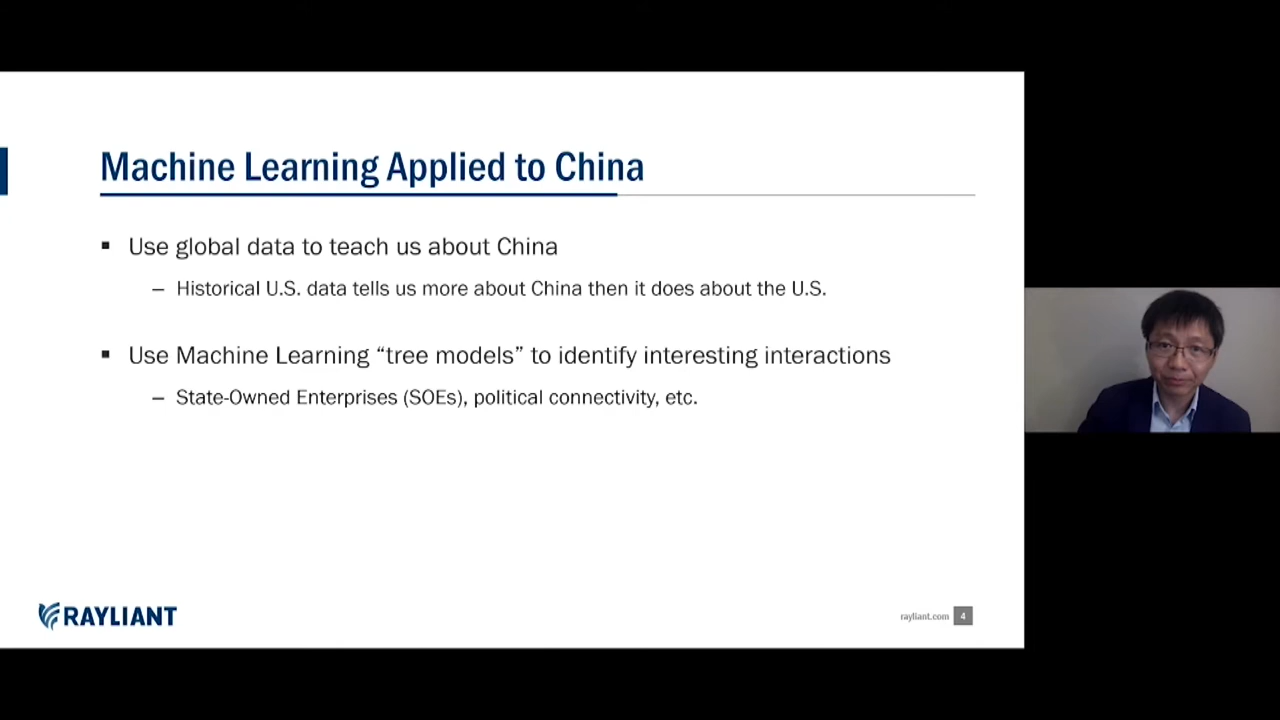 Machine Learning Applied to China
▪ Use global data to teach us about China
– Historical U.S. data tells us more about China then it does about the U.S.
▪ Use Machine Learning “tree models” to identify interesting interactions
– State-Owned Enterprises (SOEs), political connectivity, etc.
RAYLIANT
rayliant.com 4